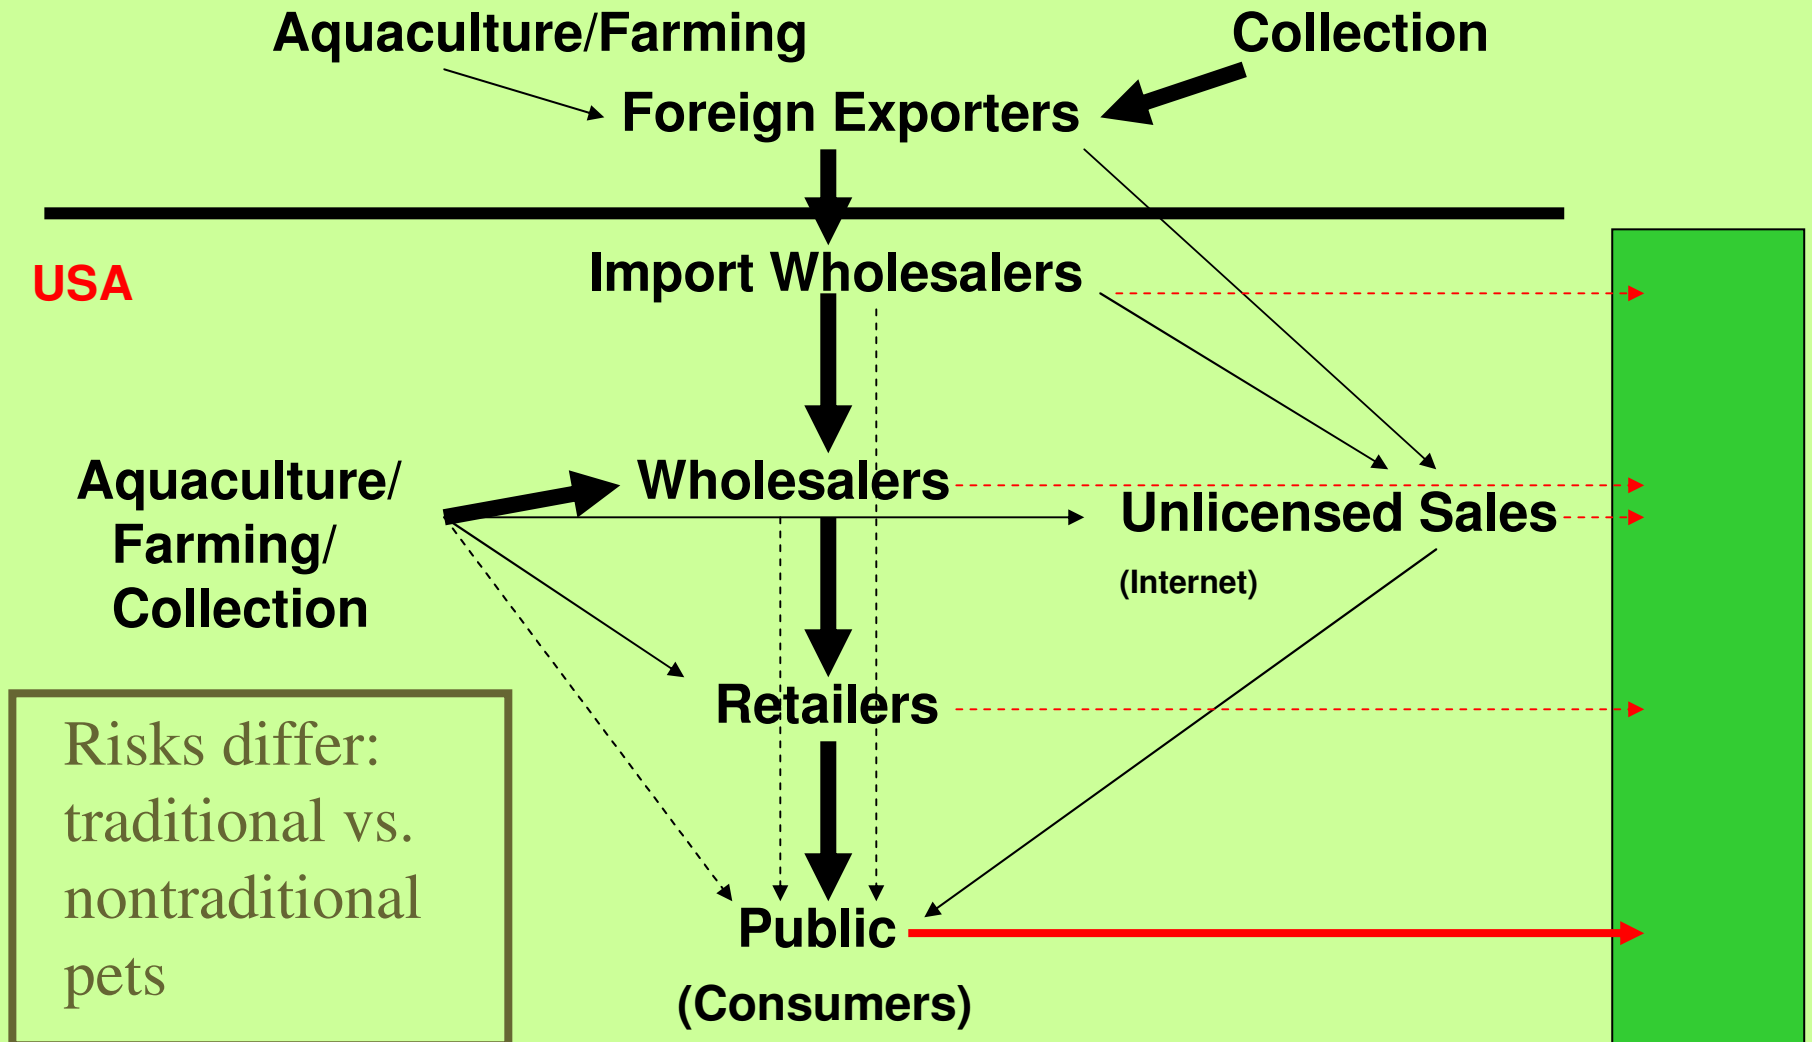 Aquaculture/Farming
Collection
Foreign Exporters
USA
Import Wholesalers
Aquaculture/
Farming/
Collection
Wholesalers
Unlicensed Sales
(Internet)
Retailers
Risks differ:
traditional vs.
nontraditional
pets
Public
(Consumers)